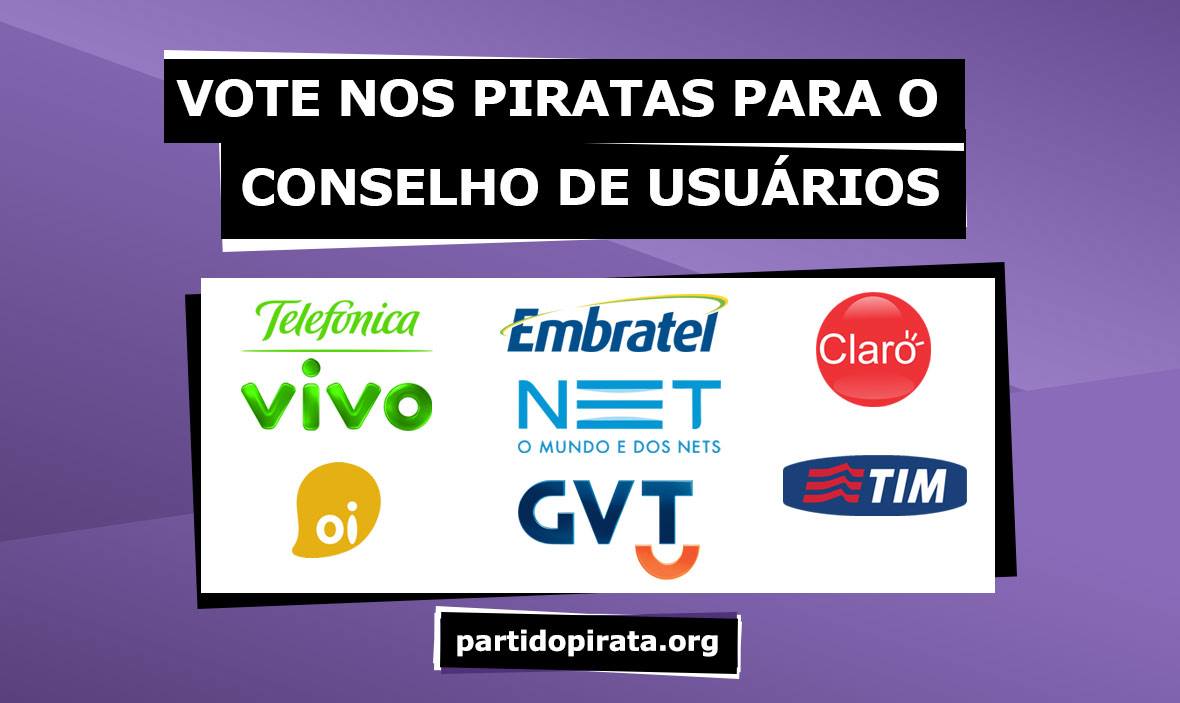 VOTE NOS PIRATAS PARA O
CONSELHO DE USUÁRIOS
Telefónica
vivo
oi
Embratel
NET
O MUNDO E DOS NETS
GVT
Claro
TIM
partidopirata.org